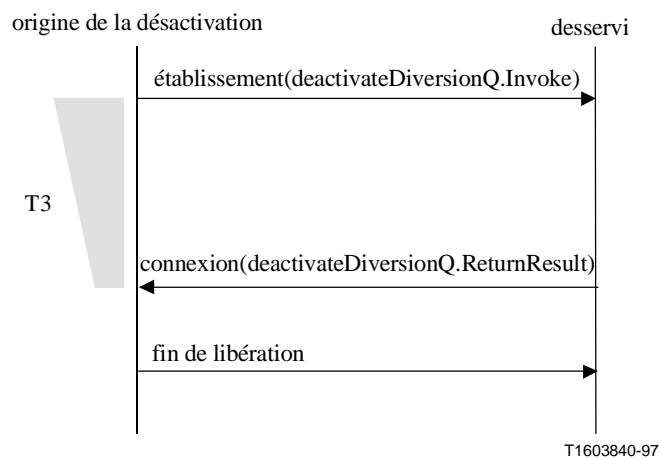 origine de la désactivation
desservi
établissement(deactivateDiversionQ.Invoke)
T3
connexion(deactivateDiversionQ.ReturnResult)
fin de libération
T1603840-97